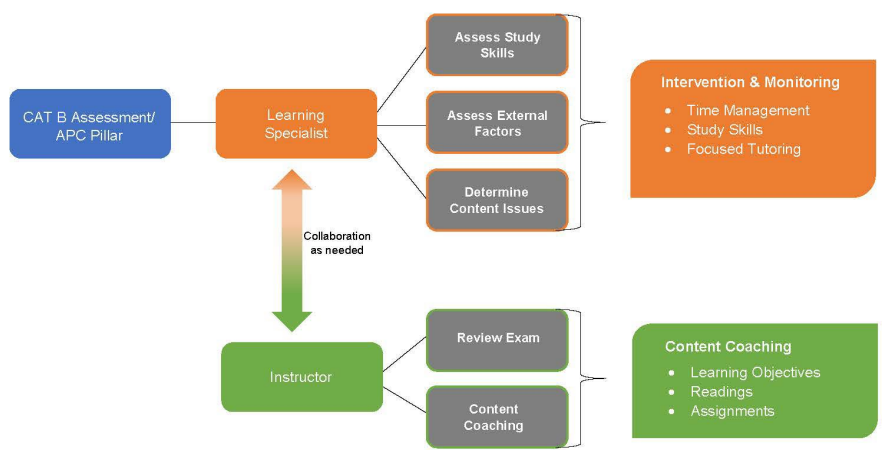 CAT B Assessment/
APC Pillar
Learning
Specialist
Assess Study
Skills
Assess External
Factors
Determine
Content Issues
Intervention & Monitoring
• Time Management
• Study Skills
• Focused Tutoring
Collaboration
as needed
Instructor
Review Exam
Content
Coaching
Content Coaching
• Learning Objectives
• Readings
• Assignments